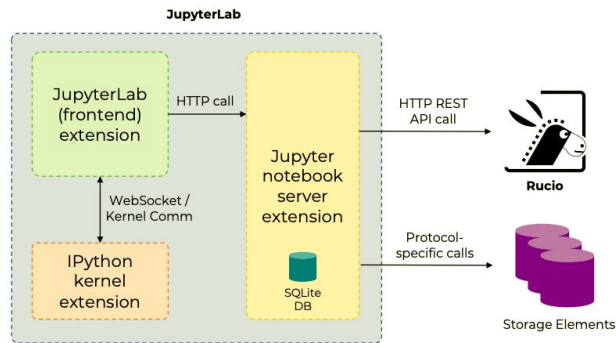 JupyterLab
JupyterLab
(frontend)
extension
HTTP call
WebSocket /
Kernel Comm
IPython
kernel
extension
Jupyter
notebook
server
extension
SQLite
DB
HTTP REST
API call
Rucio
Protocol-
specific calls
Storage Elements